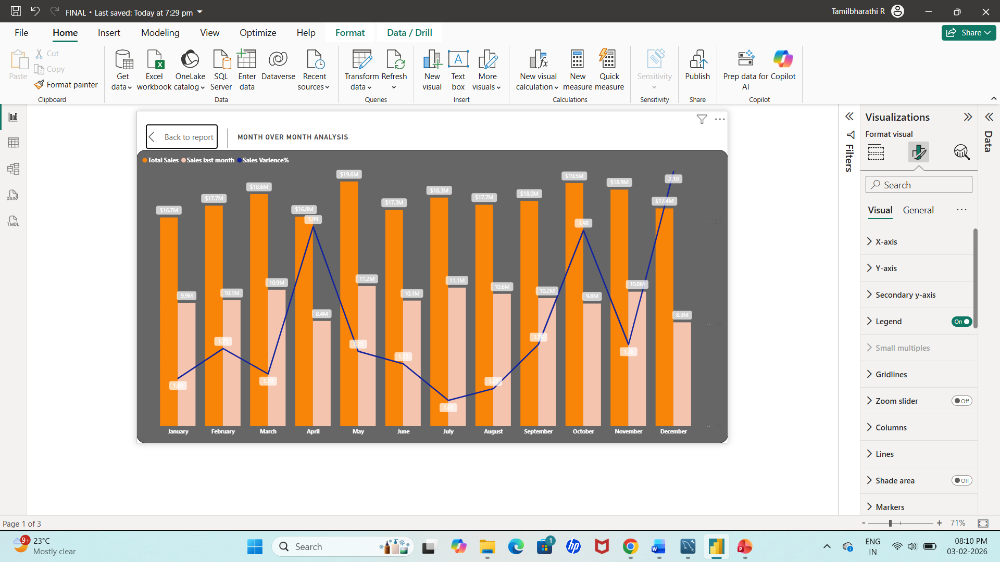 FINAL • Last saved: Today at 7:29 pm
Tamilbharathi R
File Home Insert Modeling View Optimize Help Format Data / Drill
Share
Paste
Cut
Copy
Format painter
Clipboard
Get data
Excel workbook
OneLake catalog
SQL Server
Enter data
Dataverse
Recent sources
Data
Transform data
Refresh
Queries
New visual
Text box
More visuals
Insert
New visual calculation
New measure
Quick measure
Calculations
Sensitivity
Sensitivity
Publish
Share
Prep data for AI
Copilot
Copilot
DAX
TMDL
Back to report
MONTH OVER MONTH ANALYSIS
Total Sales Sales last month Sales Varience%
$16.7M $17.7M $18.6M $16.8M $19.6M $17.3M $18.3M $17.7M $18.0M $19.5M $18.9M $17.4M
9.9M 10.1M 10.9M 8.4M 11.2M 10.1M 11.1M 10.6M 10.2M 9.8M 10.8M 8.3M
1.75 1.70 1.99 1.75 1.72 1.65 1.98 2.10
January February March April May June July August September October November December
Filters
Visualizations
Format visual
Search
Visual General
X-axis
Y-axis
Secondary y-axis
Legend On
Small multiples
Gridlines
Zoom slider Off
Columns
Lines
Shade area Off
Markers
Data
Page 1 of 3
- + 71%
9+
23°C
Mostly clear
Search
1
ENG
IN
08:10 PM
03-02-2026